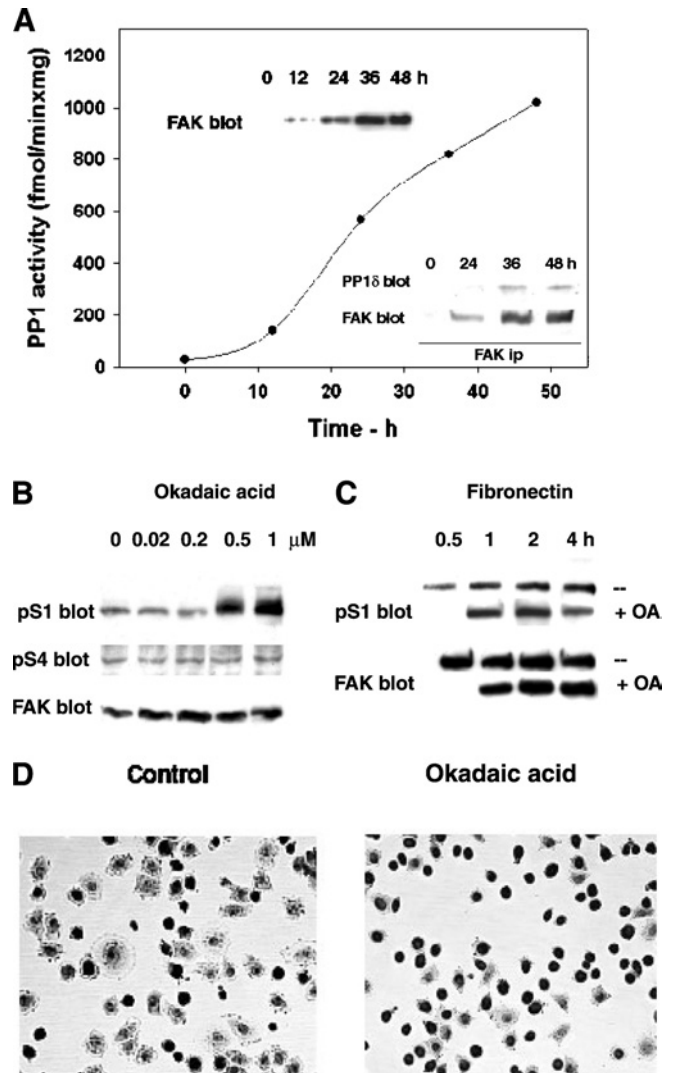 A
PP1 activity (fmol/minxmg)
1200
1000
800
600
400
200
0
0 12 24 36 48 h
FAK blot
0 24 36 48 h
PP1δ blot
FAK blot
FAK ip
0 10 20 30 40 50
Time - h
B
Okadaic acid
0 0.02 0.2 0.5 1 μM
pS1 blot
pS4 blot
FAK blot
C
Fibronectin
0.5 1 2 4 h
--
pS1 blot + OA
--
FAK blot + OA
D
Control
Okadaic acid